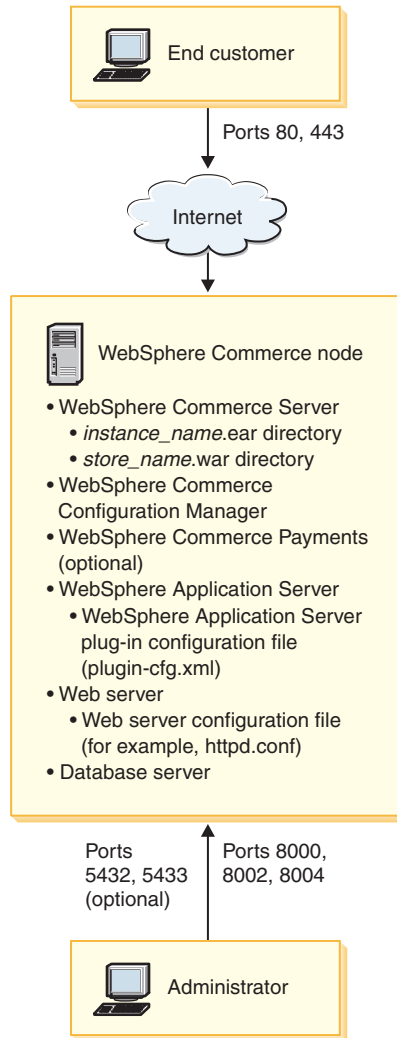 End customer
Ports 80, 443
Internet
WebSphere Commerce node
• WebSphere Commerce Server
• instance_name.ear directory
• store_name.war directory
• WebSphere Commerce
Configuration Manager
• WebSphere Commerce Payments
(optional)
• WebSphere Application Server
• WebSphere Application Server
plug-in configuration file
(plugin-cfg.xml)
• Web server
• Web server configuration file
(for example, httpd.conf)
• Database server
Ports
5432, 5433
(optional)
Ports 8000,
8002, 8004
Administrator